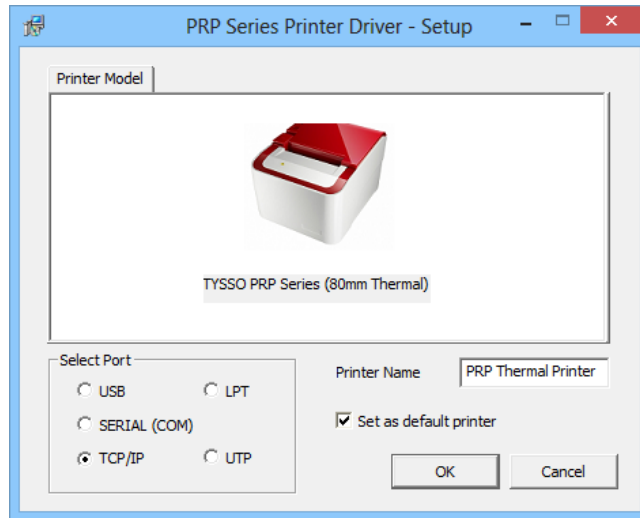 PRP Series Printer Driver - Setup
Printer Model
TYSSO PRP Series (80mm Thermal)
Select Port
USB
LPT
SERIAL (COM)
TCP/IP
UTP
Printer Name
PRP Thermal Printer
Set as default printer
OK
Cancel